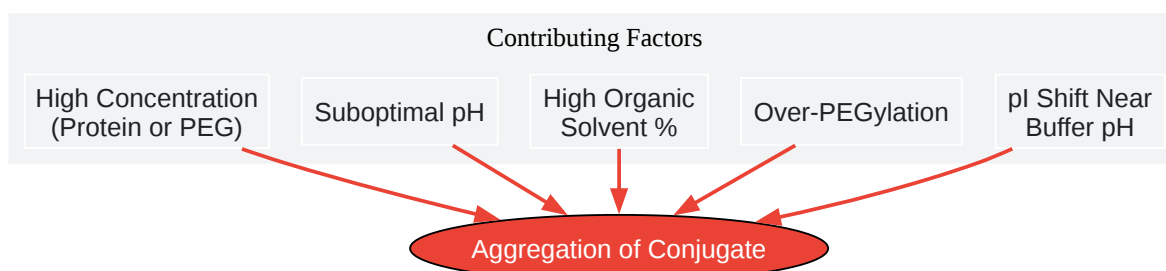 Contributing Factors
High Concentration
(Protein or PEG)
Suboptimal pH
High Organic
Solvent %
Over-PEGylation
pI Shift Near
Buffer pH
Aggregation of Conjugate